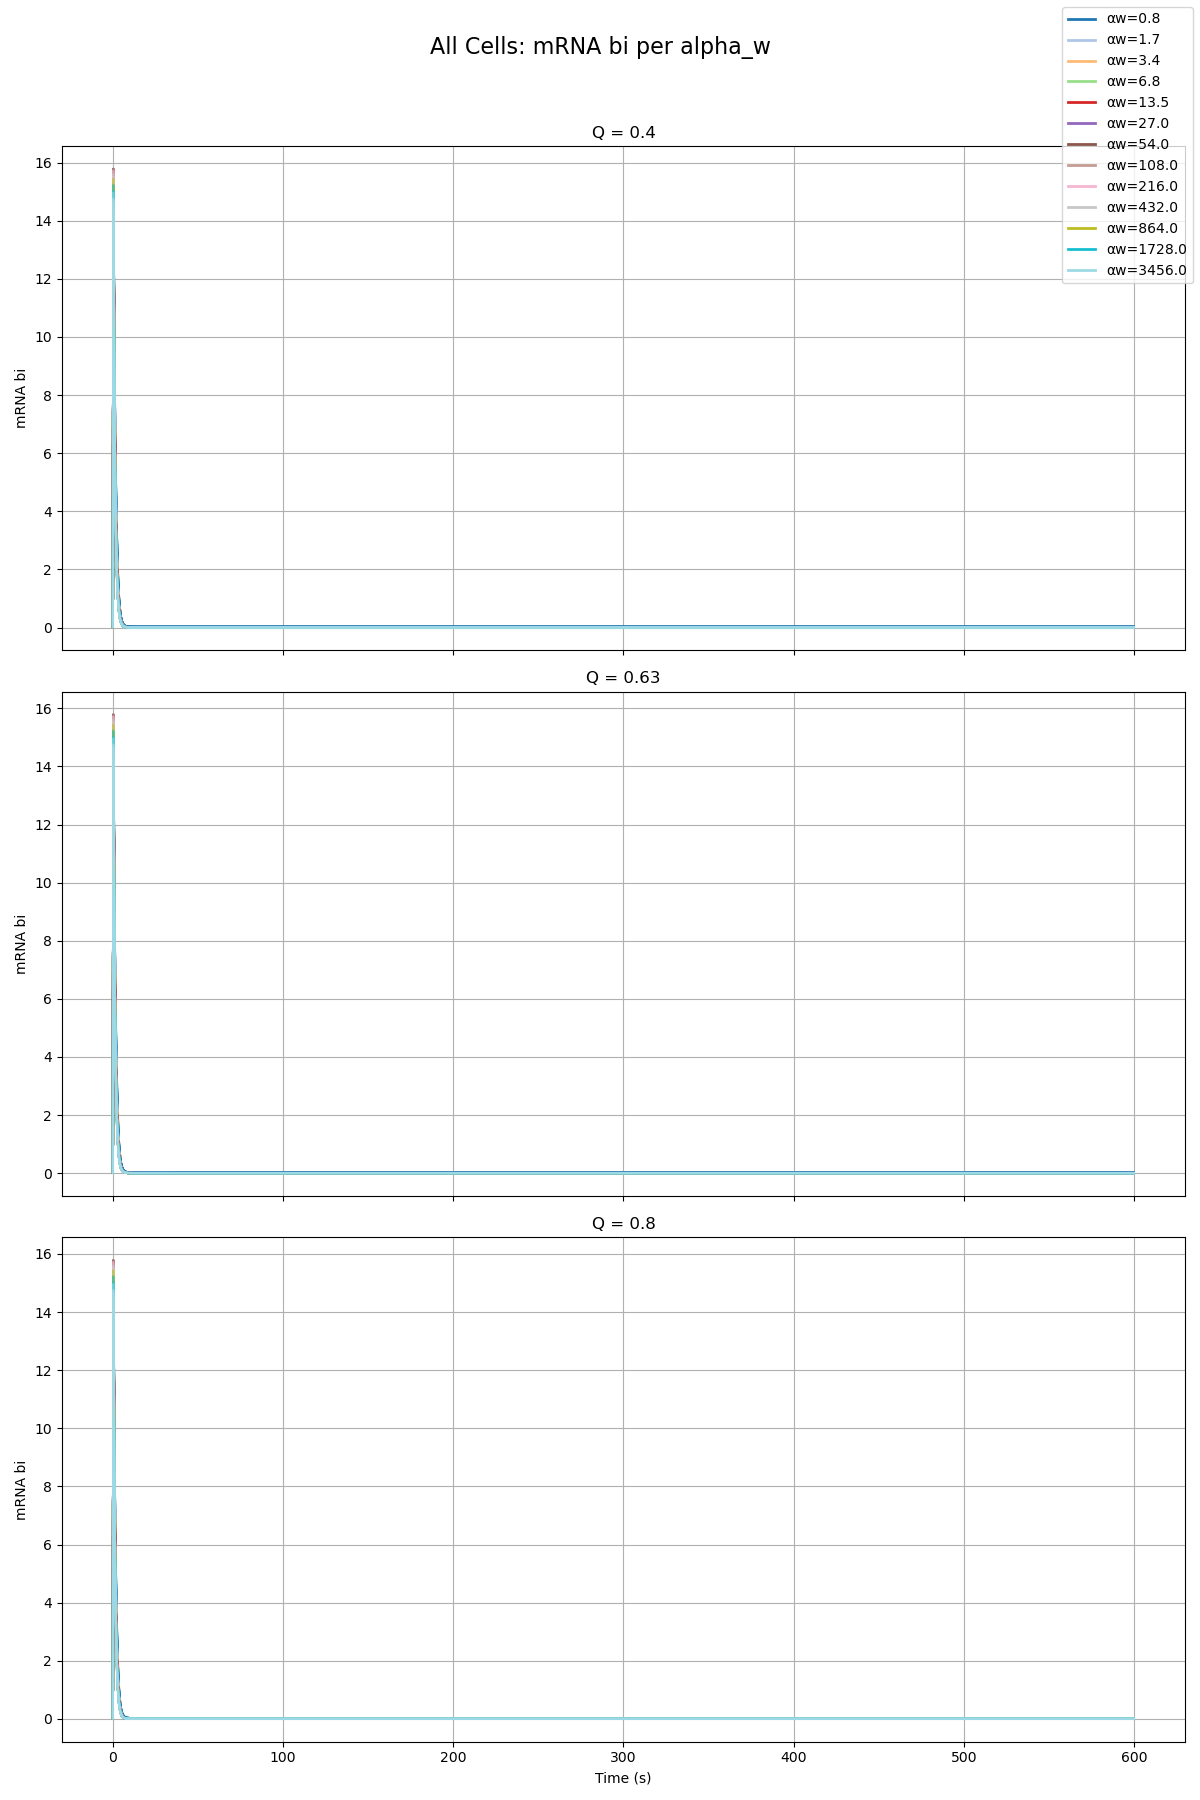 All Cells: mRNA bi per alpha_w
αw=0.8
αw=1.7
αw=3.4
αw=6.8
αw=13.5
αw=27.0
αw=54.0
αw=108.0
αw=216.0
αw=432.0
αw=864.0
αw=1728.0
αw=3456.0
Q = 0.4
16
14
12
10
8
6
4
2
0
mRNA bi
Q = 0.63
16
14
12
10
8
6
4
2
0
mRNA bi
Q = 0.8
16
14
12
10
8
6
4
2
0
mRNA bi
0 100 200 300 400 500 600
Time (s)